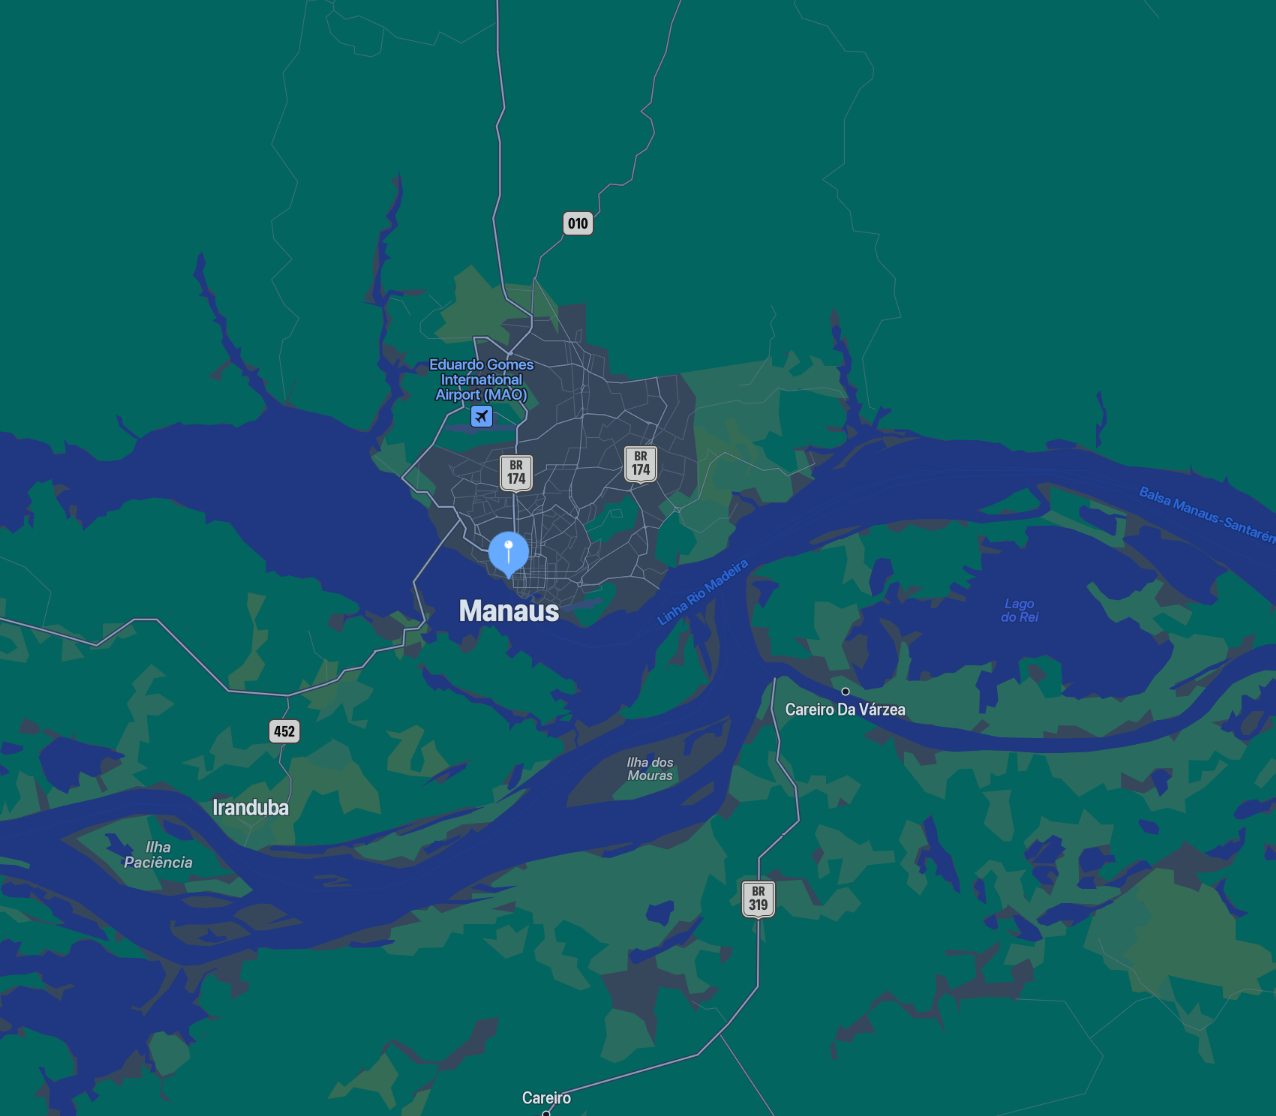 010
Eduardo Gomes
International
Airport (MAO)
BR
174
BR
174
Balsa Manaus-Santarém
Linha Rio Madeira
Manaus
Lago
do Rei
Careiro Da Várzea
452
Ilha dos
Mouras
Iranduba
Ilha
Paciência
BR
319
Careiro